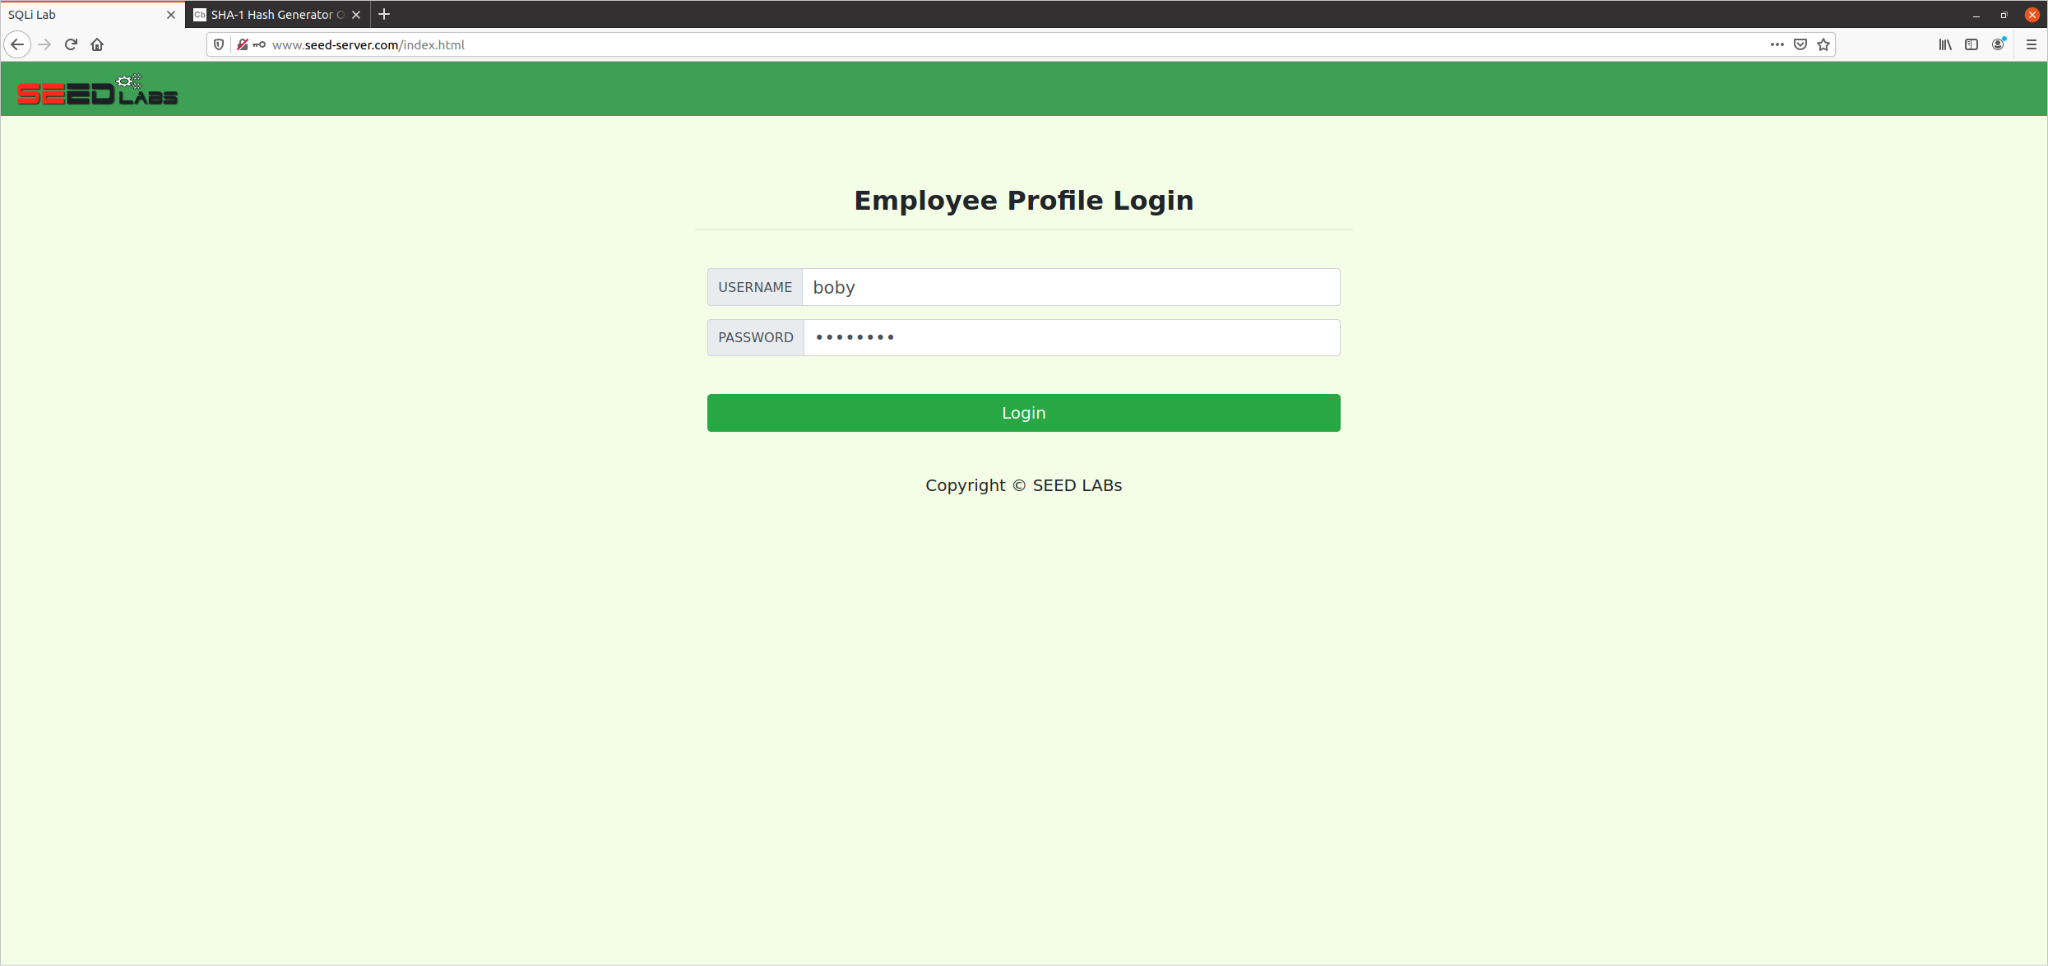 SQLi Lab
Cb SHA-1 Hash Generator
www.seed-server.com/index.html
SEED LABS
Employee Profile Login
USERNAME boby
PASSWORD ••••••••
Login
Copyright © SEED LABs